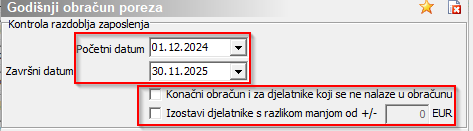 Godišnji obračun poreza
Kontrola razdoblja zaposlenja
Početni datum 01.12.2024
Završni datum 30.11.2025
Konačni obračun i za djelatnike koji se ne nalaze u obračunu
Izostavi djelatnike s razlikom manjom od +/- 0 EUR